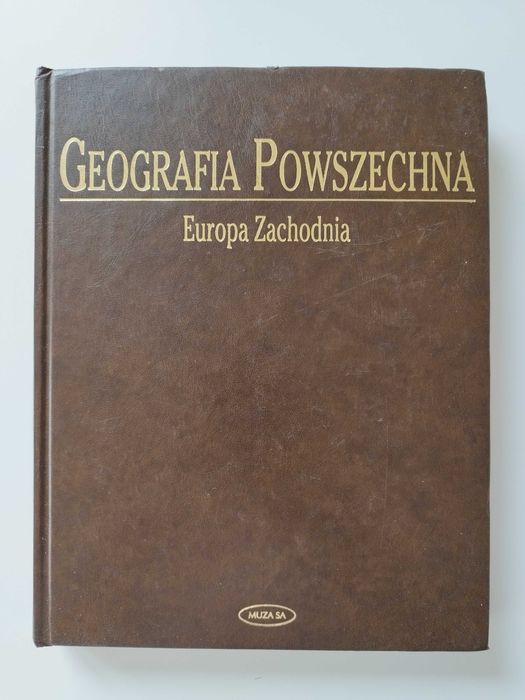 GEOGRAFIA POWSZECHNA
Europa Zachodnia
MUZA SA